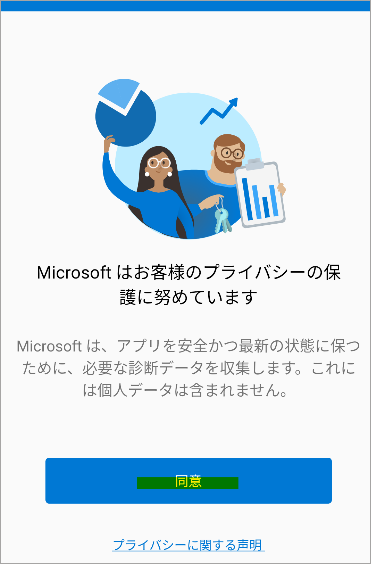 Microsoft はお客様のプライバシーの保
護に努めています
Microsoft は、アプリを安全かつ最新の状態に保つ
ために、必要な診断データを収集します。これに
は個人データは含まれません。
同意
プライバシーに関する声明